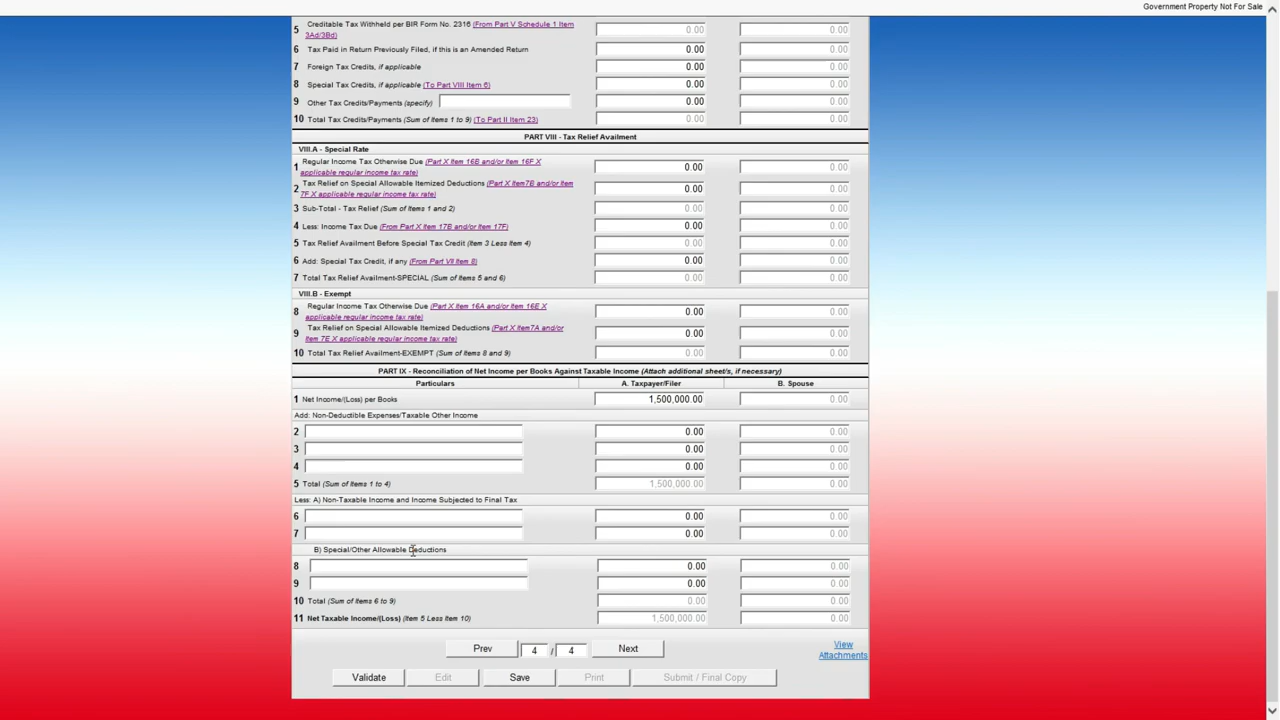 Government Property Not For Sale
5 Creditable Tax Withheld per BIR Form No. 2316 (From Part V Schedule 1 Item 0.00 0.00
3Ad/3Bd)
6 Tax Paid in Return Previously Filed, if this is an Amended Return 0.00 0.00
7 Foreign Tax Credits, if applicable 0.00 0.00
8 Special Tax Credits, if applicable (To Part VIII Item 6) 0.00 0.00
9 Other Tax Credits/Payments (specify) 0.00 0.00
10 Total Tax Credits/Payments (Sum of Items 1 to 9) (To Part II Item 23) 0.00 0.00
PART VIII - Tax Relief Availment
VIII.A - Special Rate
1 Regular Income Tax Otherwise Due (Part X Item 16B and/or Item 16F X 0.00 0.00
applicable regular income tax rate)
2 Tax Relief on Special Allowable Itemized Deductions (Part X Item7B and/or Item 0.00 0.00
7F X applicable regular income tax rate)
3 Sub-Total - Tax Relief (Sum of Items 1 and 2) 0.00 0.00
4 Less: Income Tax Due (From Part X Item 17B and/or Item 17F) 0.00 0.00
5 Tax Relief Availment Before Special Tax Credit (Item 3 Less Item 4) 0.00 0.00
6 Add: Special Tax Credit, if any (From Part VII Item 8) 0.00 0.00
7 Total Tax Relief Availment-SPECIAL (Sum of Items 5 and 6) 0.00 0.00
VIII.B - Exempt
8 Regular Income Tax Otherwise Due (Part X Item 16A and/or Item 16E X 0.00 0.00
applicable regular income tax rate)
9 Tax Relief on Special Allowable Itemized Deductions (Part X Item7A and/or 0.00 0.00
Item 7E X applicable regular income tax rate)
10 Total Tax Relief Availment-EXEMPT (Sum of Items 8 and 9) 0.00 0.00
PART IX - Reconciliation of Net Income per Books Against Taxable Income (Attach additional sheet/s, if necessary)
Particulars A. Taxpayer/Filer B. Spouse
1 Net Income/(Loss) per Books 1,500,000.00 0.00
Add: Non-Deductible Expenses/Taxable Other Income
2 0.00 0.00
3 0.00 0.00
4 0.00 0.00
5 Total (Sum of Items 1 to 4) 1,500,000.00 0.00
Less: A) Non-Taxable Income and Income Subjected to Final Tax
6 0.00 0.00
7 0.00 0.00
B) Special/Other Allowable Deductions
8 0.00 0.00
9 0.00 0.00
10 Total (Sum of Items 6 to 9) 0.00 0.00
11 Net Taxable Income/(Loss) (Item 5 Less Item 10) 1,500,000.00 0.00
Prev 4 / 4 Next View
Attachments
Validate Edit Save Print Submit / Final Copy